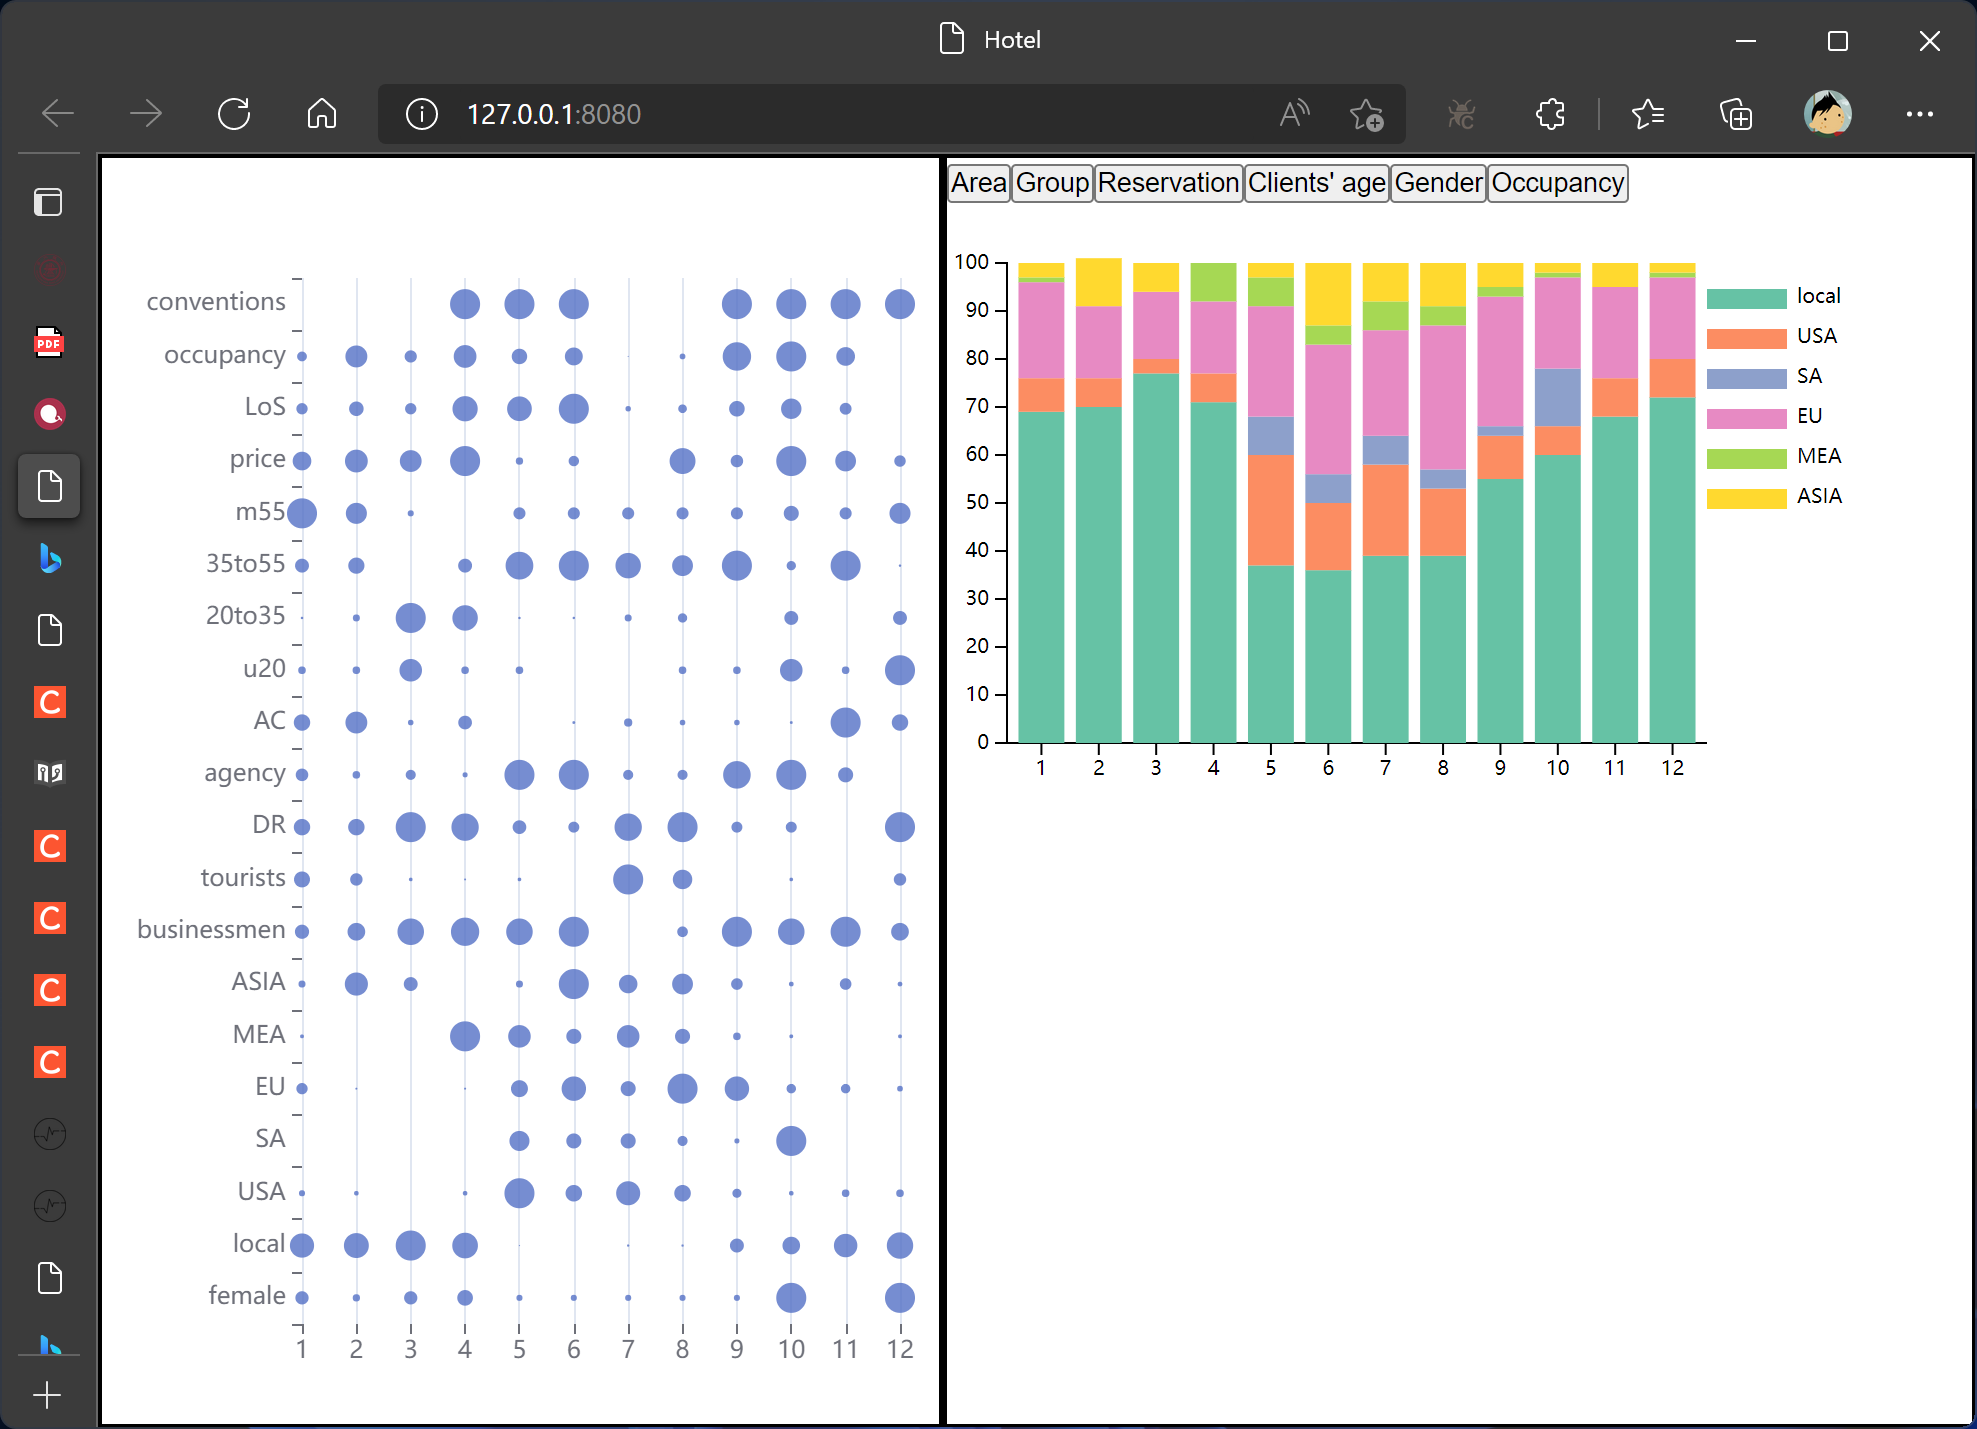 Hotel
127.0.0.1:8080
PDF
C
C
C
C
C
conventions
occupancy
LoS
price
m55
35to55
20to35
u20
AC
agency
DR
tourists
businessmen
ASIA
MEA
EU
SA
USA
local
female
1 2 3 4 5 6 7 8 9 10 11 12
Area Group Reservation Clients' age Gender Occupancy
100
90
80
70
60
50
40
30
20
10
0
1 2 3 4 5 6 7 8 9 10 11 12
local
USA
SA
EU
MEA
ASIA